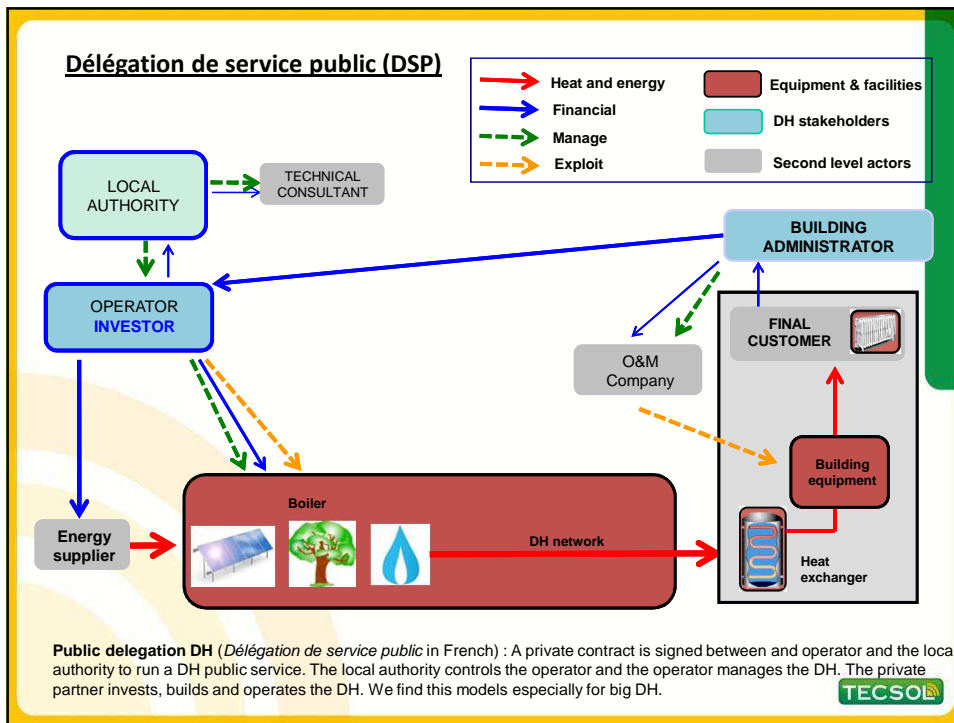 Délégation de service public (DSP)
Heat and energy
Financial
Manage
Exploit
Equipment & facilities
DH stakeholders
Second level actors
LOCAL
AUTHORITY
TECHNICAL
CONSULTANT
BUILDING
ADMINISTRATOR
OPERATOR
INVESTOR
FINAL
CUSTOMER
O&M
Company
Building
equipment
Boiler
Energy
supplier
DH network
Heat
exchanger
Public delegation DH (Délégation de service public in French) : A private contract is signed between and operator and the loca
authority to run a DH public service. The local authority controls the operator and the operator manages the DH. The private
partner invests, builds and operates the DH. We find this models especially for big DH.
TECSOL